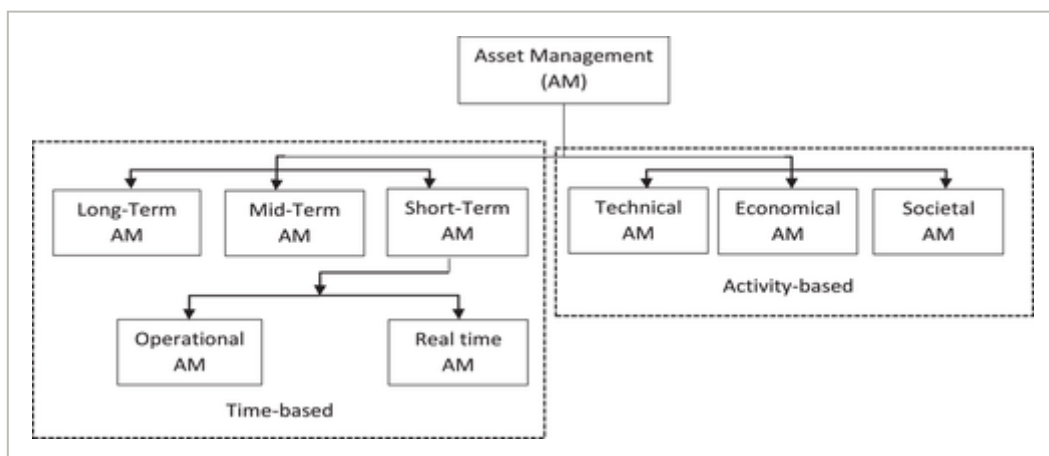 Asset Management
(AM)
Long-Term
AM
Mid-Term
AM
Short-Term
AM
Technical
AM
Economical
AM
Societal
AM
Activity-based
Operational
AM
Real time
AM
Time-based